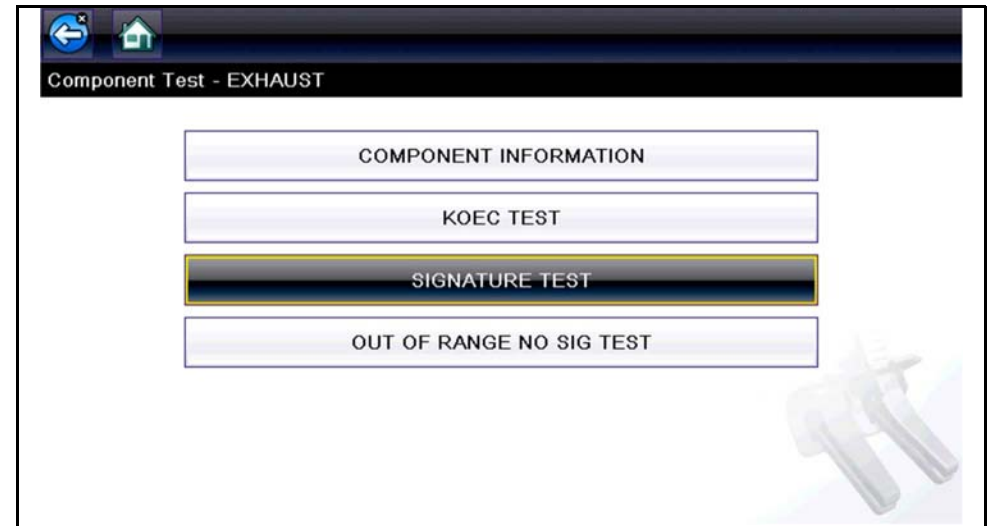 Component Test - EXHAUST
COMPONENT INFORMATION
KOEC TEST
SIGNATURE TEST
OUT OF RANGE NO SIG TEST